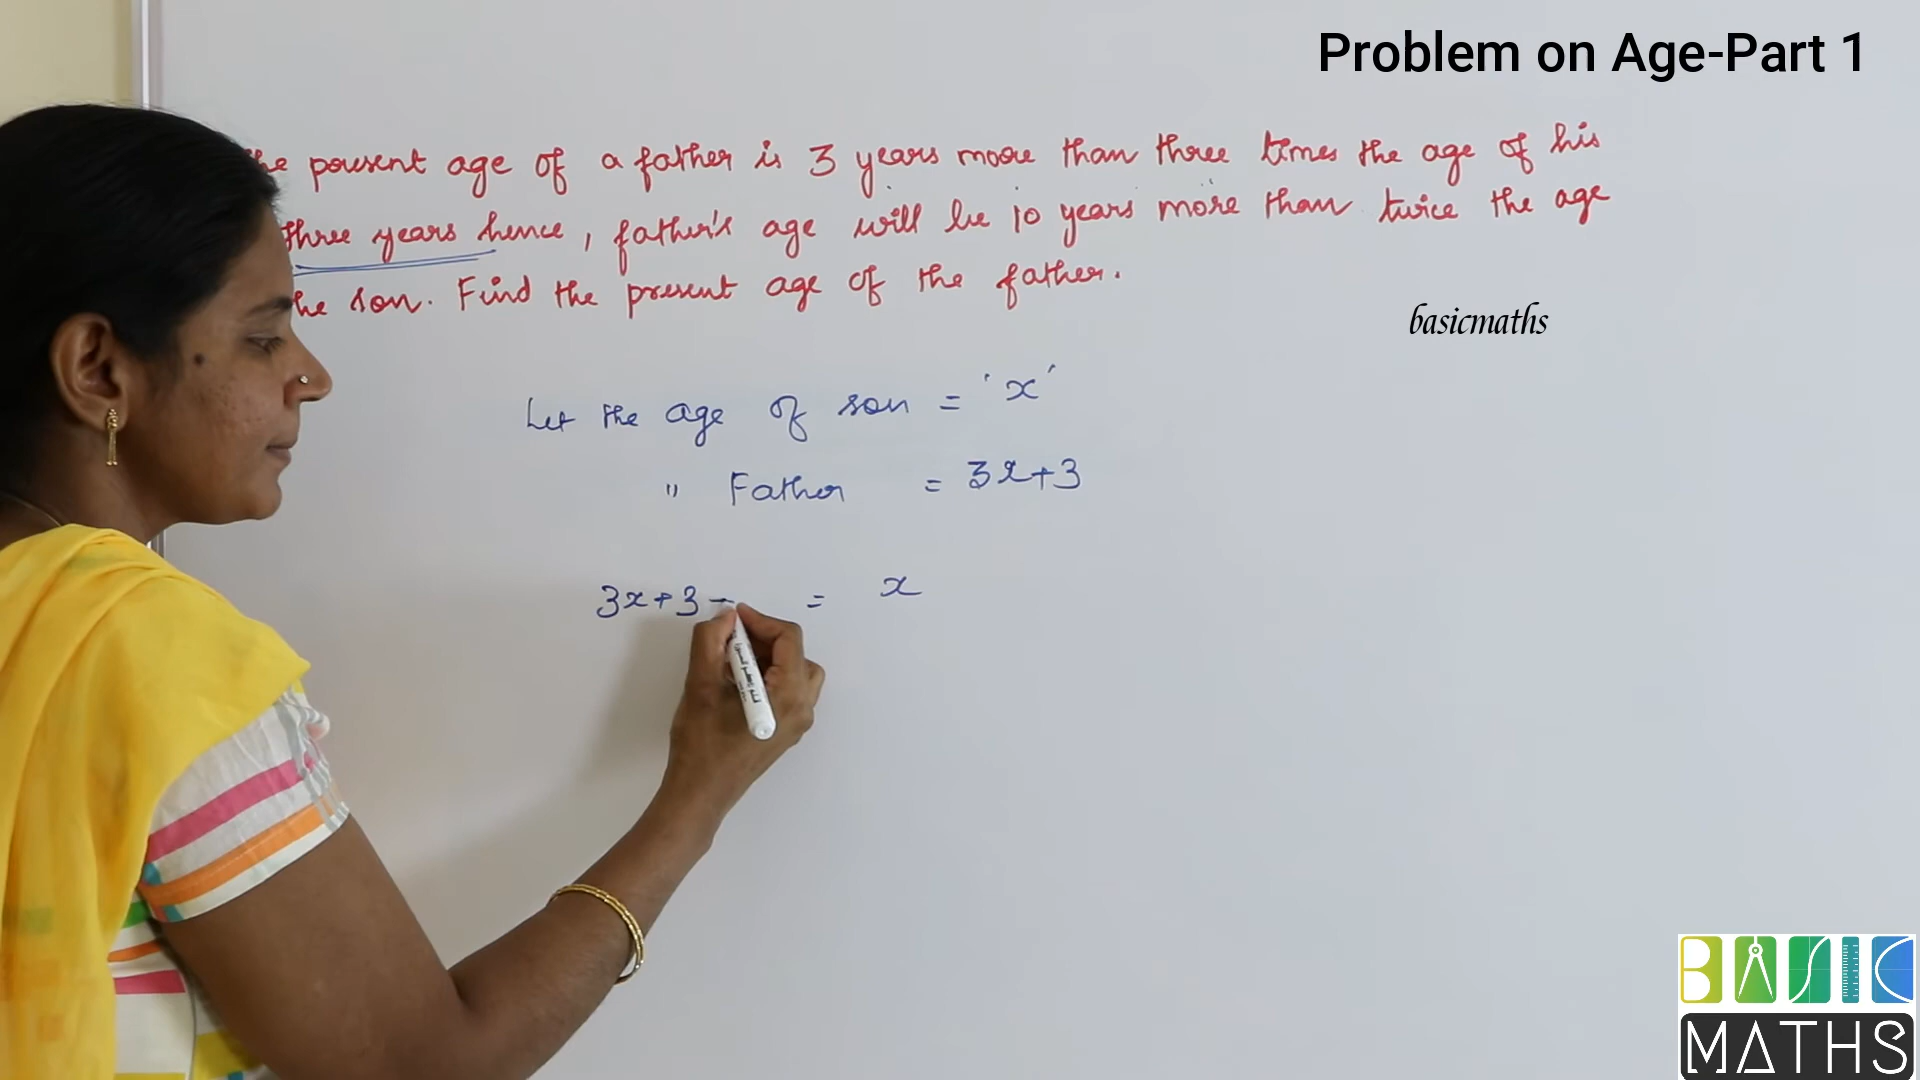 Problem on Age-Part 1
present age of a father is 3 years more than three times the age of his
three years hence, father's age will be 10 years more than twice the age
son. Find the present age of the father.
basicmaths
Let the age of son = 'x'
" Father = 3x+3
3x+3 = x
BASIC
MATHS